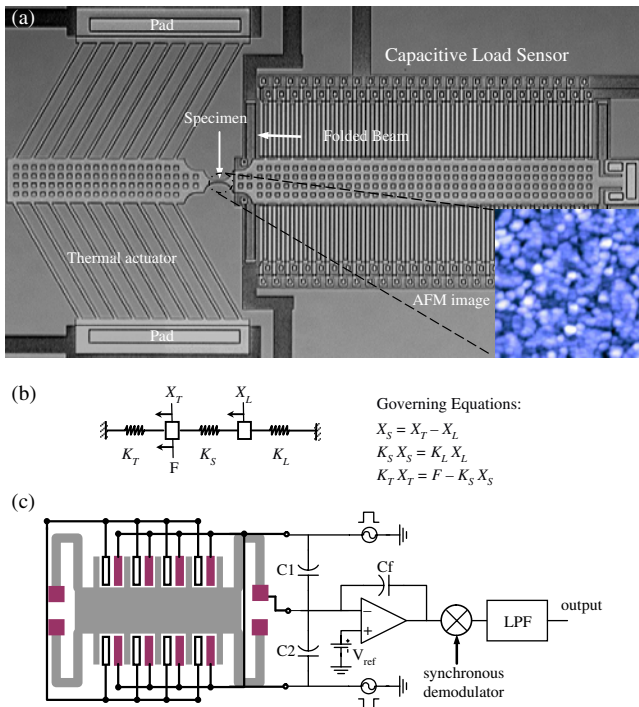 (a)
Pad
Capacitive Load Sensor
Specimen
Folded Beam
Thermal actuator
AFM image
Pad
(b)
X_T X_L
K_T K_S K_L
F
Governing Equations:
X_S = X_T – X_L
K_S X_S = K_L X_L
K_T X_T = F – K_S X_S
(c)
C1
Cf
C2
−
+
V_ref
LPF
output
synchronous
demodulator